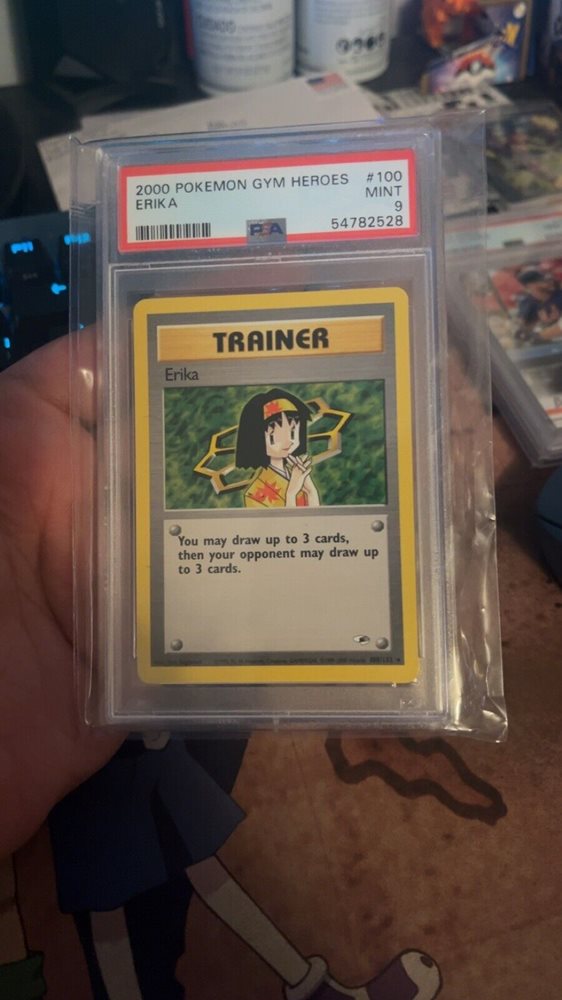 2000 POKEMON GYM HEROES #100
ERIKA MINT
9
PSA 54782528
TRAINER
Erika
You may draw up to 3 cards,
then your opponent may draw up
to 3 cards.